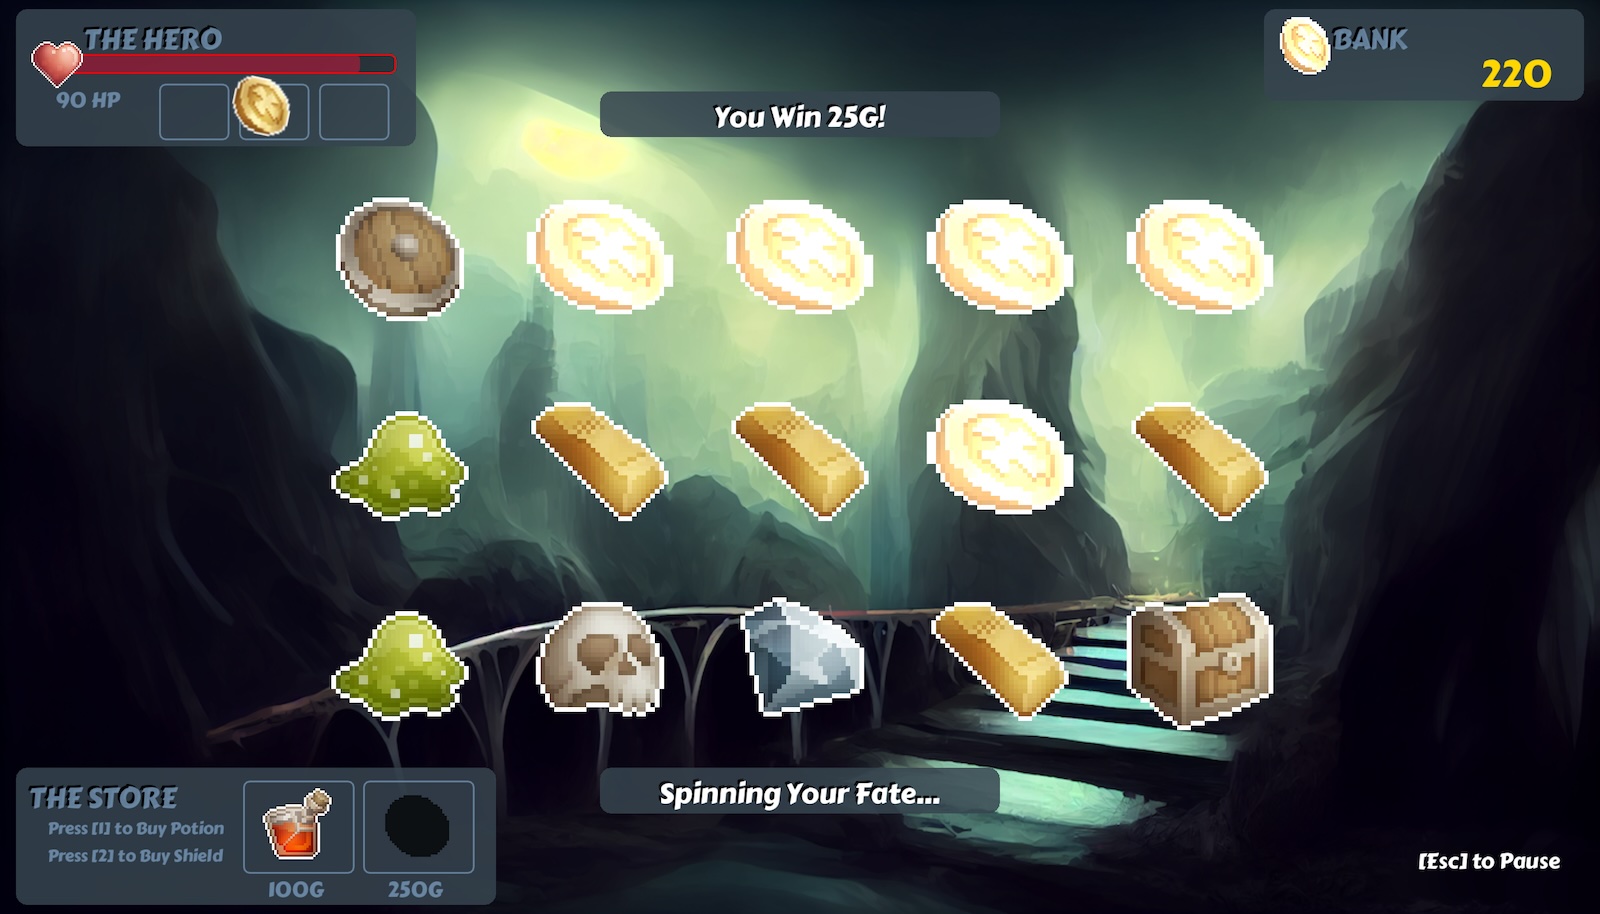 THE HERO
90 HP
BANK
220
You Win 25G!
THE STORE
Press [1] to Buy Potion
Press [2] to Buy Shield
100G
250G
Spinning Your Fate...
[Esc] to Pause